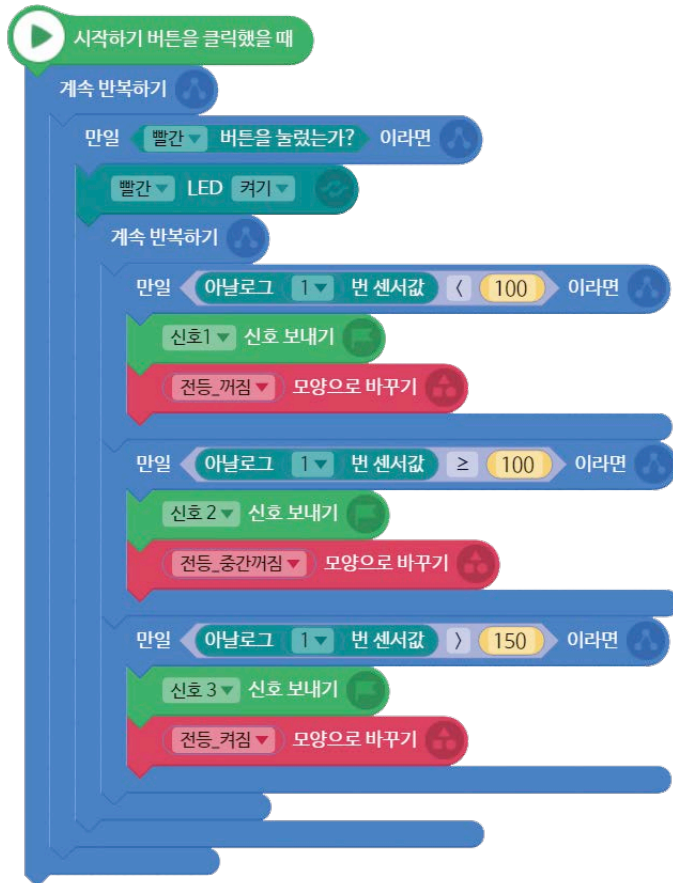 시작하기 버튼을 클릭했을 때
계속 반복하기
만일 빨간 버튼을 눌렀는가? 이라면
빨간 LED 켜기
계속 반복하기
만일 아날로그 1 번 센서값 < 100 이라면
신호1 신호 보내기
전등_꺼짐 모양으로 바꾸기
만일 아날로그 1 번 센서값 ≥ 100 이라면
신호 2 신호 보내기
전등_중간꺼짐 모양으로 바꾸기
만일 아날로그 1 번 센서값 > 150 이라면
신호 3 신호 보내기
전등_켜짐 모양으로 바꾸기